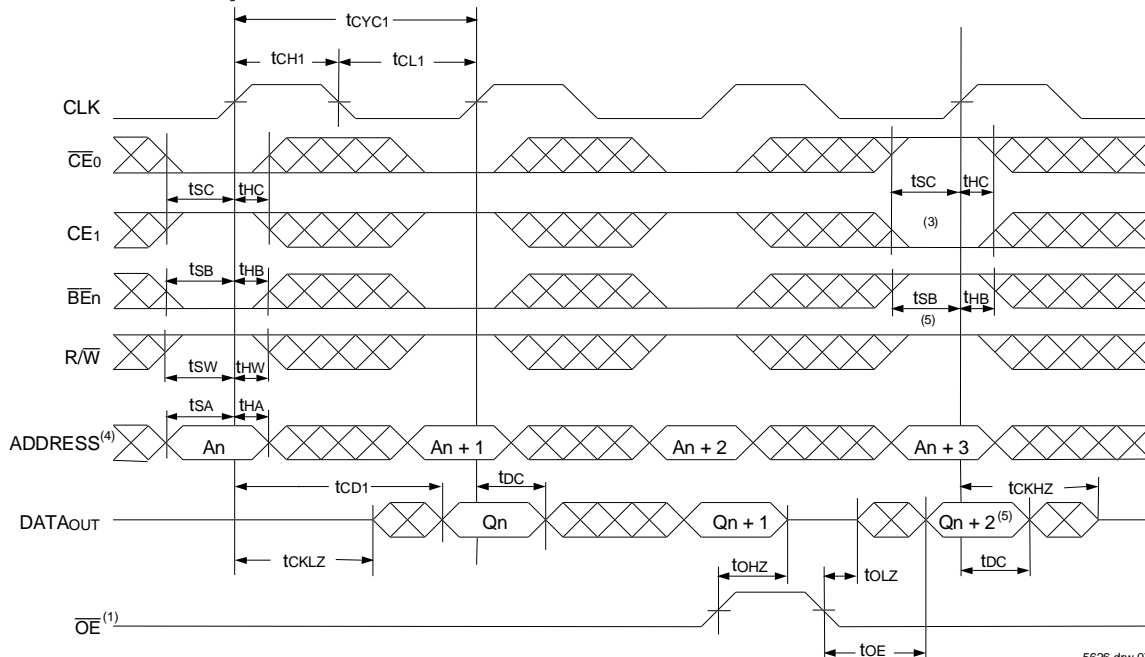 tCYC1
tCH1 tCL1
CLK
CE0
tSC tHC tSC tHC
CE1 (3)
tSB tHB tSB tHB
BEn (5)
R/W
tSW tHW
tSA tHA
ADDRESS(4) An An + 1 An + 2 An + 3
tCD1 tDC tCKHZ
DATAOUT Qn Qn + 1 Qn + 2(5)
tCKLZ tOHZ tOLZ tDC
OE(1)
tOE